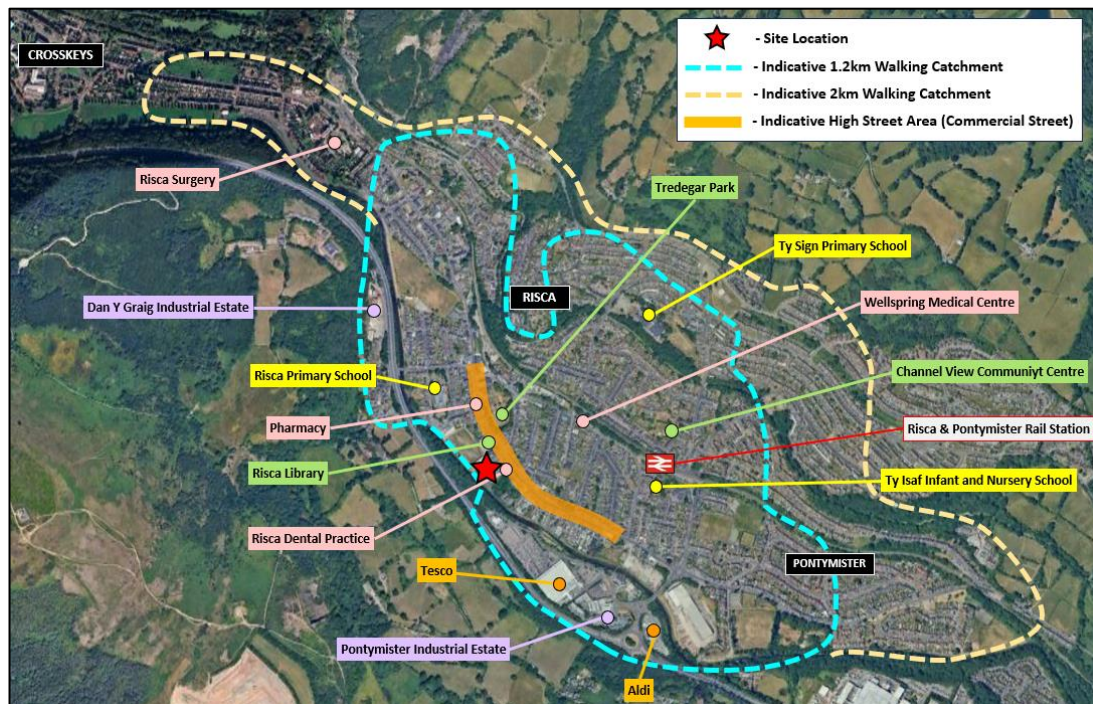 CROSSKEYS
- Site Location
- Indicative 1.2km Walking Catchment
- Indicative 2km Walking Catchment
- Indicative High Street Area (Commercial Street)
Risca Surgery
Tredegar Park
Ty Sign Primary School
RISCA
Dan Y Graig Industrial Estate
Wellspring Medical Centre
Risca Primary School
Channel View Communiyt Centre
Pharmacy
Risca & Pontymister Rail Station
Risca Library
Ty Isaf Infant and Nursery School
Risca Dental Practice
PONTYMISTER
Tesco
Pontymister Industrial Estate
Aldi